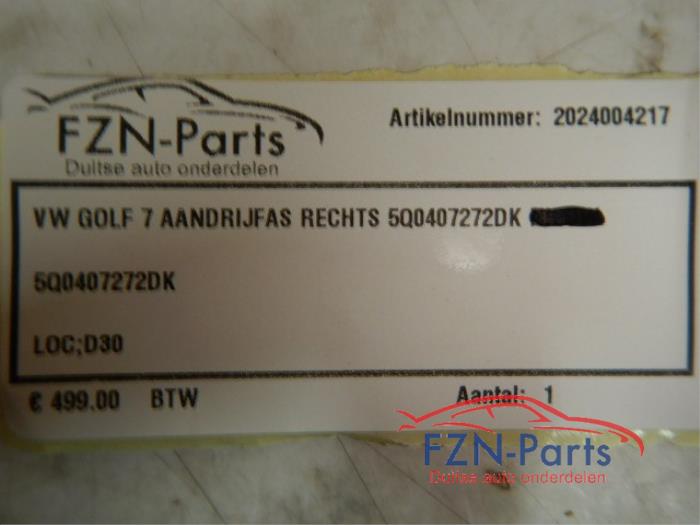 FZN-Parts
Duitse auto onderdelen
Artikelnummer: 2024004217
VW GOLF 7 AANDRIJFAS RECHTS 5Q0407272DK
5Q0407272DK
LOC;D30
€ 499.00 BTW
Aantal: 1
FZN-Parts
Duitse auto onderdelen